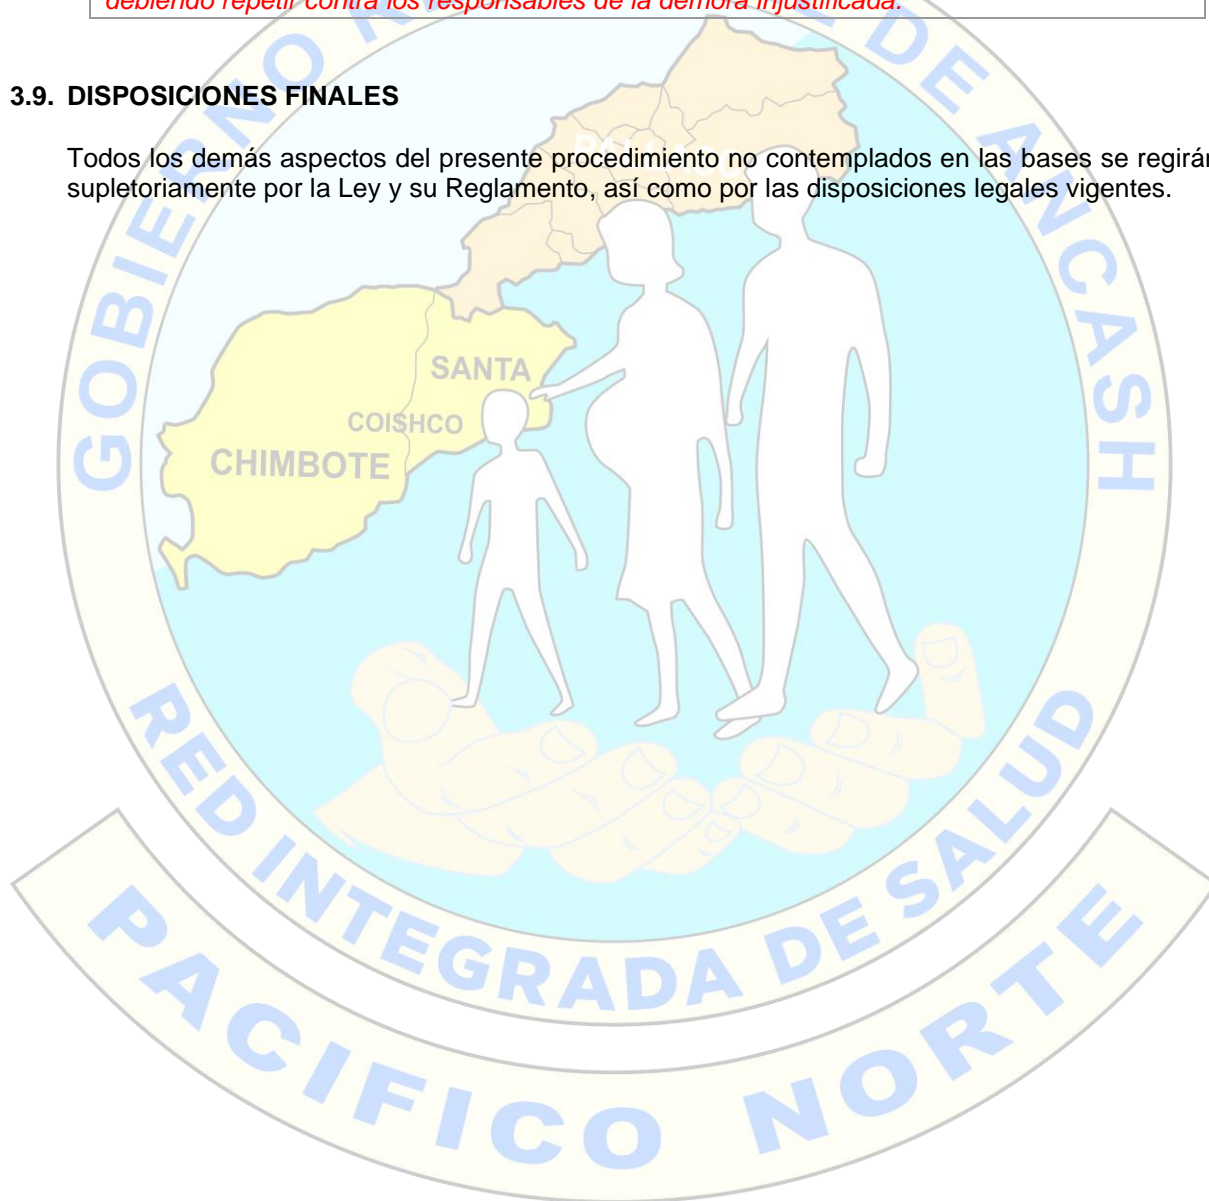 debiendo repetir contra los responsables de la demora injustificada.
3.9. DISPOSICIONES FINALES
Todos los demás aspectos del presente procedimiento no contemplados en las bases se regirán
supletoriamente por la Ley y su Reglamento, así como por las disposiciones legales vigentes.
GOBIERNO DE ANCASH
SANTA
COISHCO
CHIMBOTE
RED INTEGRADA DE SALUD
PACIFICO NORTE